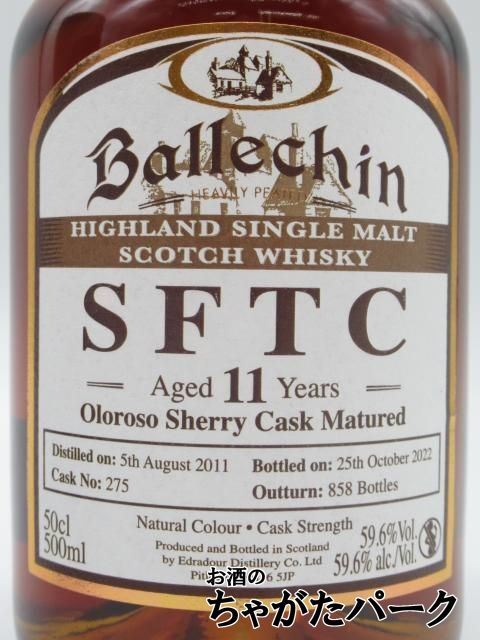 Ballechin
HEAVILY PEATED
HIGHLAND SINGLE MALT
SCOTCH WHISKY
S F T C
Aged 11 Years
Oloroso Sherry Cask Matured
Distilled on: 5th August 2011
Cask No: 275
Bottled on: 25th October 2022
Outturn: 858 Bottles
50cl
500ml
Natural Colour • Cask Strength
Produced and Bottled in Scotland
by Edradour Distillery Co. Ltd
5JP
59.6%Vol.
59.6% alc/Vol.
お酒の
ちゃがたパーク